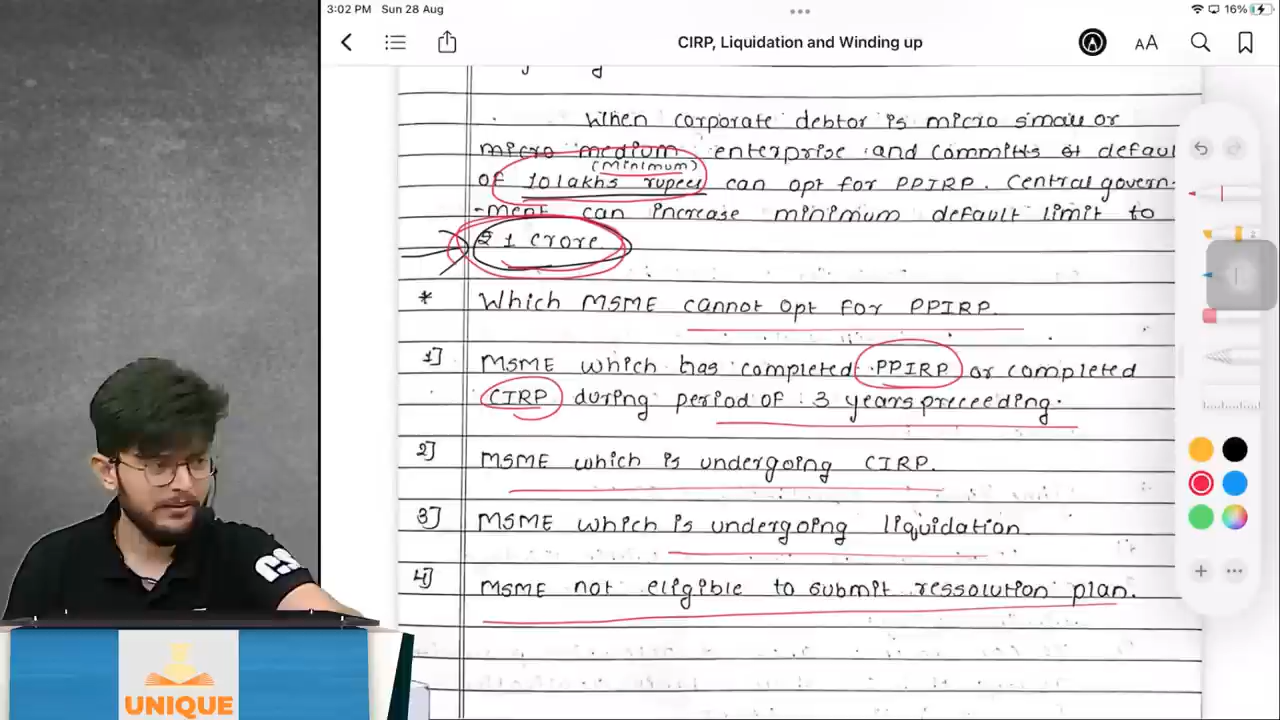 3:02 PM Sun 28 Aug
16%
CIRP, Liquidation and Winding up
AA
When corporate debtor is micro small or
micro medium enterprise and commits defaul
(minimum)
of 10 lakhs rupees can opt for PPIRP. Central govern-
-ment can increase minimum default limit to
1 crore
* Which MSME cannot opt for PPIRP.
1] MSME which has completed PPIRP or completed
CIRP during period of 3 years preceeding.
2] MSME which is undergoing CIRP.
3] MSME which is undergoing liquidation
4] MSME not eligible to submit ressolution plan.
UNIQUE